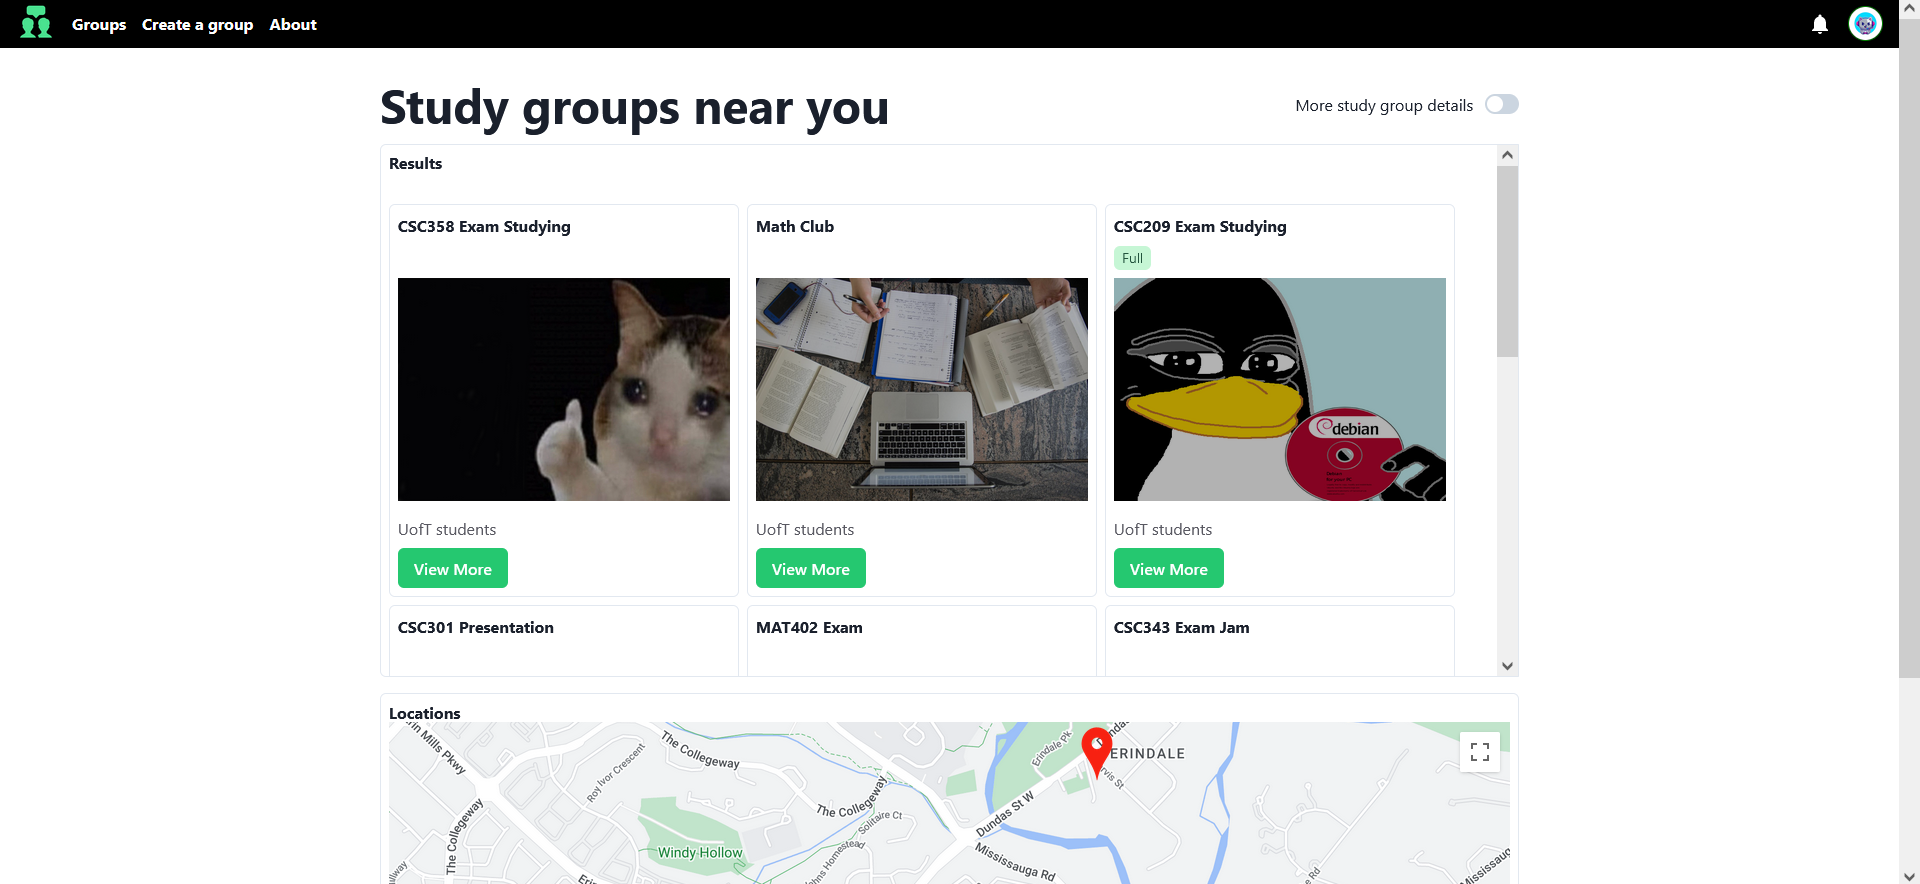 Groups Create a group About
Study groups near you
More study group details
Results
CSC358 Exam Studying
UofT students
View More
Math Club
UofT students
View More
CSC209 Exam Studying
Full
debian
UofT students
View More
CSC301 Presentation
MAT402 Exam
CSC343 Exam Jam
Locations
Mills Pkwy
The Collegeway
Roy Ivor Crescent
The Collegeway
The Collegeway
Solitaire Ct
Windy Hollow
Homestead
Erindale Pk
ERINDALE
Dundas St W
Mississauga Rd